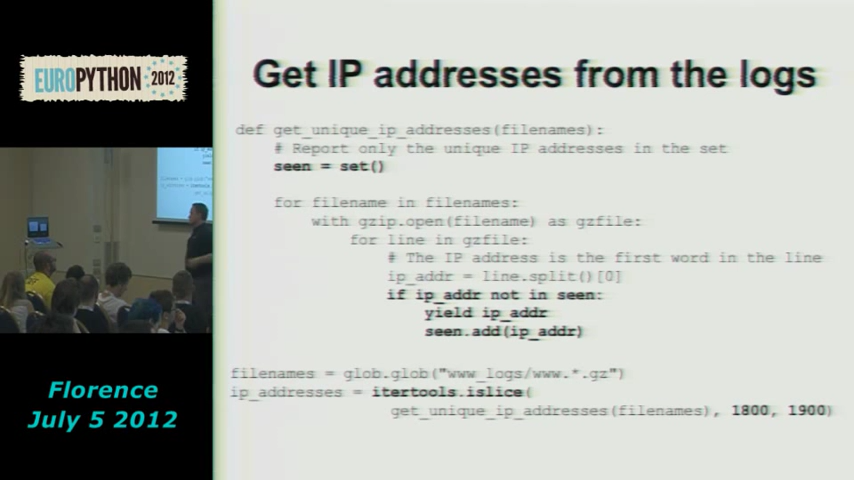 EUROPYTHON 2012
Get IP addresses from the logs
def get_unique_ip_addresses(filenames):
# Report only the unique IP addresses in the set
seen = set()
for filename in filenames:
with gzip.open(filename) as gzfile:
for line in gzfile:
# The IP address is the first word in the line
ip_addr = line.split()[0]
if ip_addr not in seen:
yield ip_addr
seen.add(ip_addr)
filenames = glob.glob("www_logs/www.*.gz")
ip_addresses = itertools.islice(
get_unique_ip_addresses(filenames), 1800, 1900)
Florence
July 5 2012